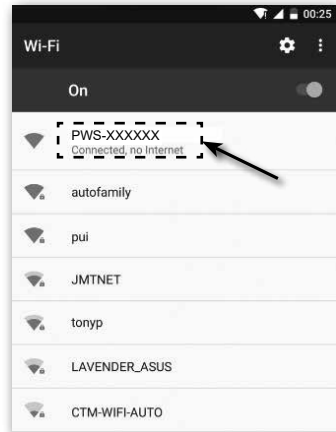 00:25
Wi-Fi
On
PWS-XXXXXX
Connected, no Internet
autofamily
pui
JMTNET
tonyp
LAVENDER_ASUS
CTM-WIFI-AUTO